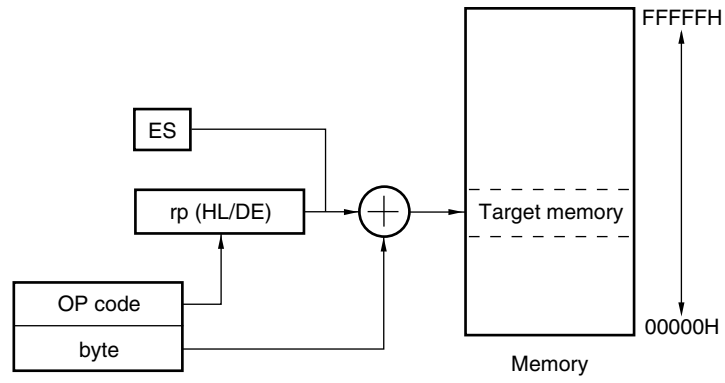 FFFFFH
ES
rp (HL/DE)
Target memory
OP code
byte
00000H
Memory